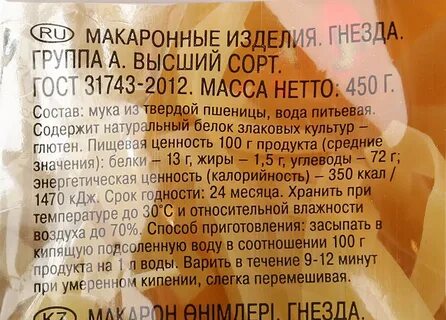 RU МАКАРОННЫЕ ИЗДЕЛИЯ. ГНЕЗДА.
ГРУППА А. ВЫСШИЙ СОРТ.
ГОСТ 31743-2012. МАССА НЕТТО: 450 Г.
Состав: мука из твердой пшеницы, вода питьевая.
Содержит натуральный белок злаковых культур –
глютен. Пищевая ценность 100 г продукта (средние
значения): белки – 13 г, жиры – 1,5 г, углеводы – 72 г;
энергетическая ценность (калорийность) – 350 ккал /
1470 кДж. Срок годности: 24 месяца. Хранить при
температуре до 30°С и относительной влажности
воздуха до 70%. Способ приготовления: засыпать в
кипящую подсоленную воду в соотношении 100 г
продукта на 1 л воды. Варить в течение 9-12 минут
при умеренном кипении, слегка перемешивая.
KZ МАКАРОН ӨНІМДЕРІ. ГНЕЗДА.